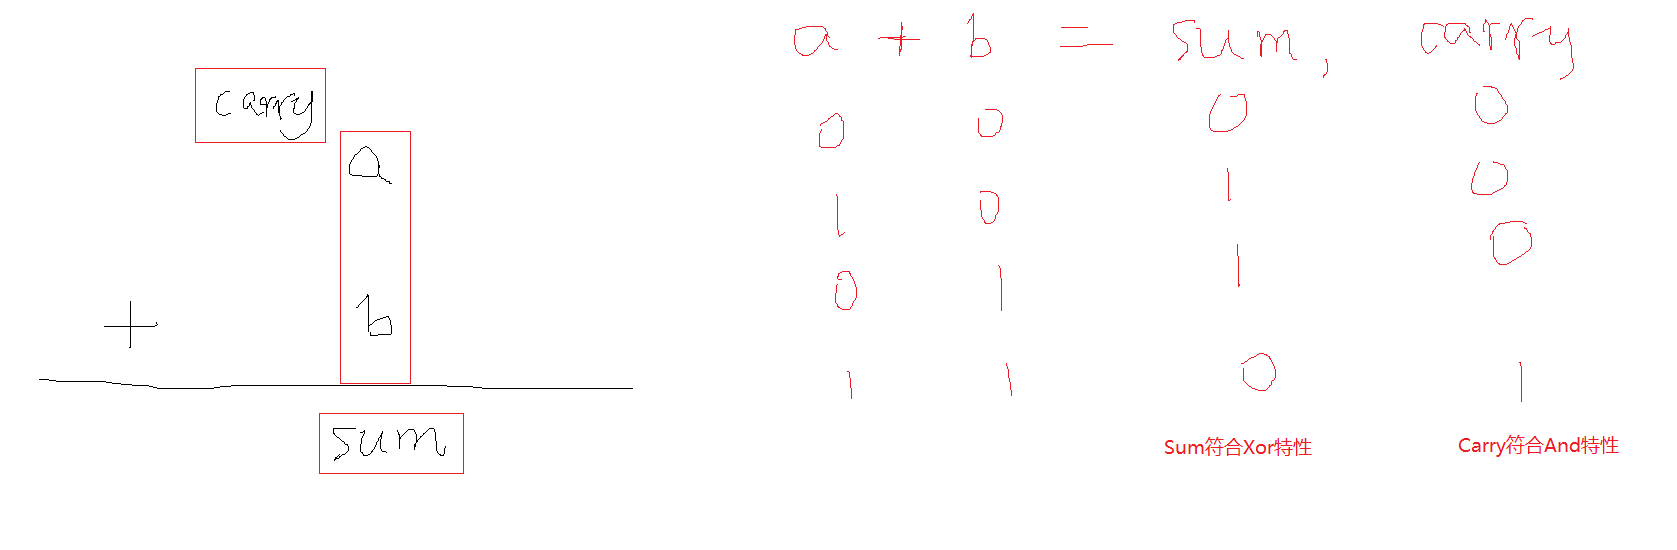 carry
a
+ b
sum
a + b = sum, carry
0 0 0 0
1 0 1 0
0 1 1 0
1 1 0 1
Sum符合Xor特性 Carry符合And特性